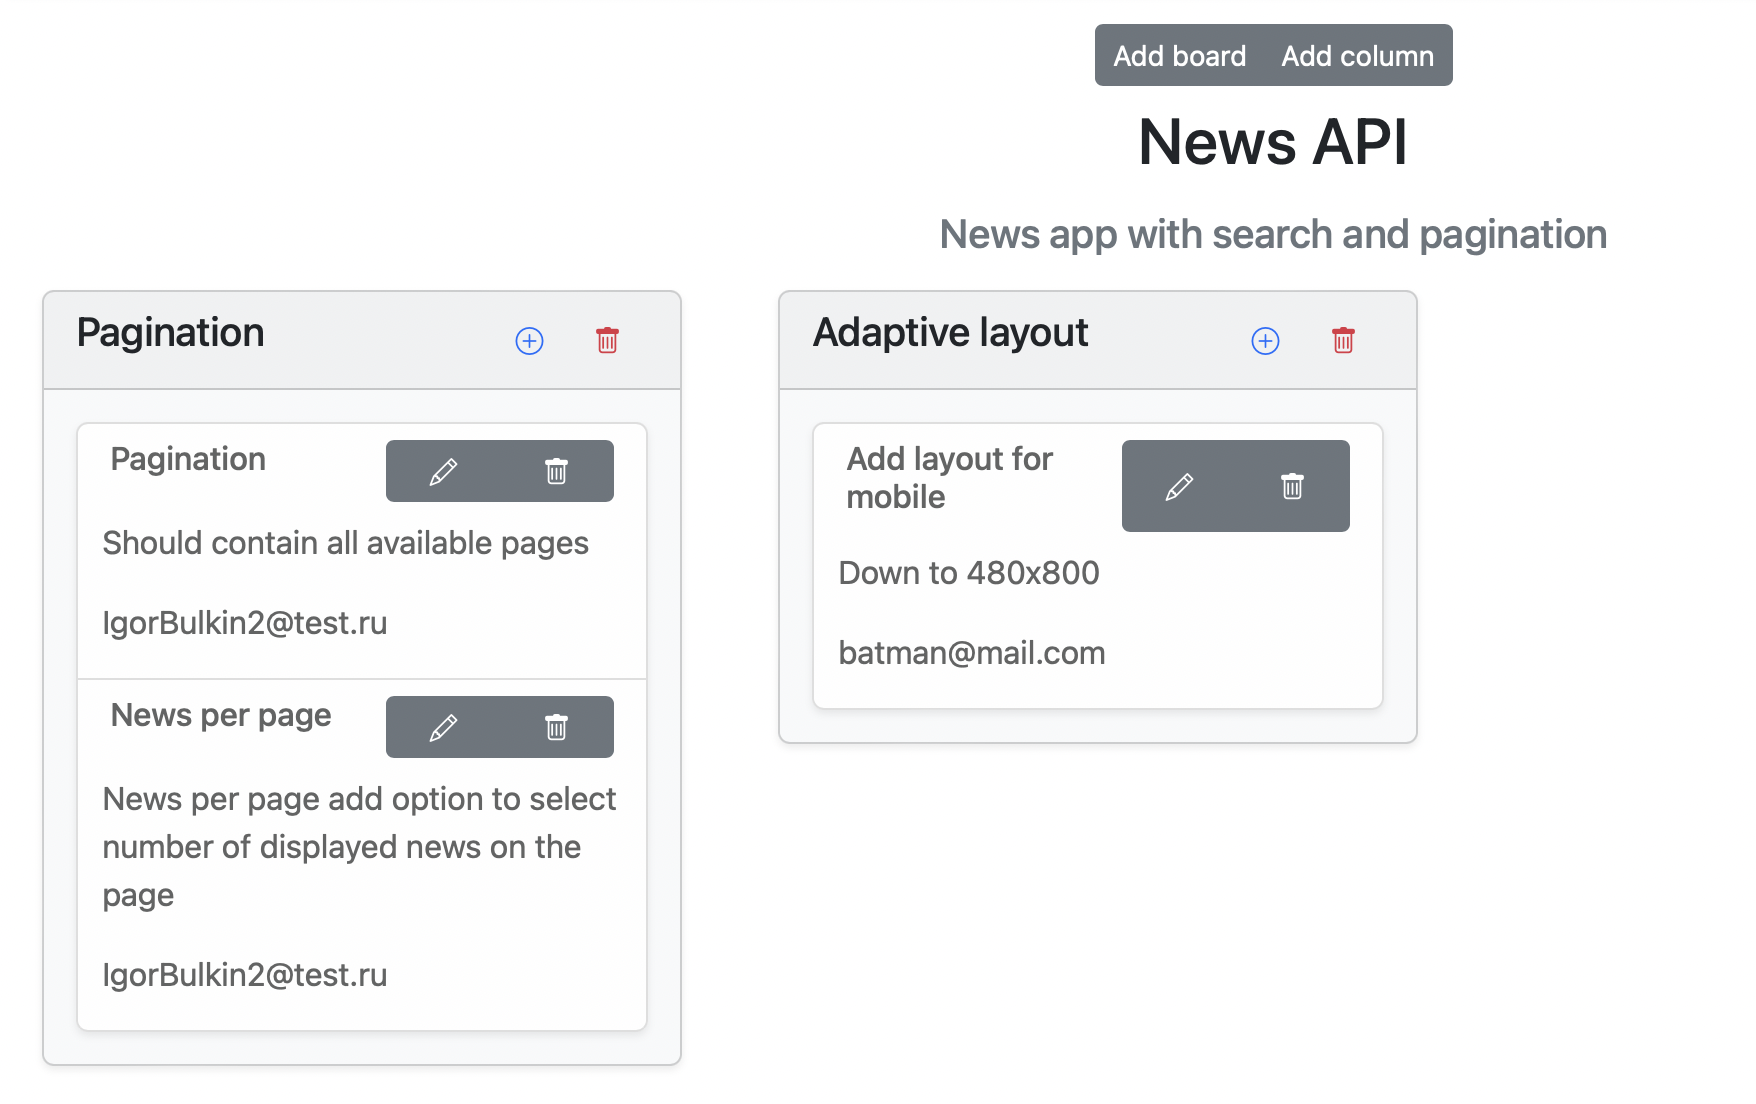 Add board Add column
News API
News app with search and pagination
Pagination
Pagination
Should contain all available pages
IgorBulkin2@test.ru
News per page
News per page add option to select
number of displayed news on the
page
IgorBulkin2@test.ru
Adaptive layout
Add layout for
mobile
Down to 480x800
batman@mail.com